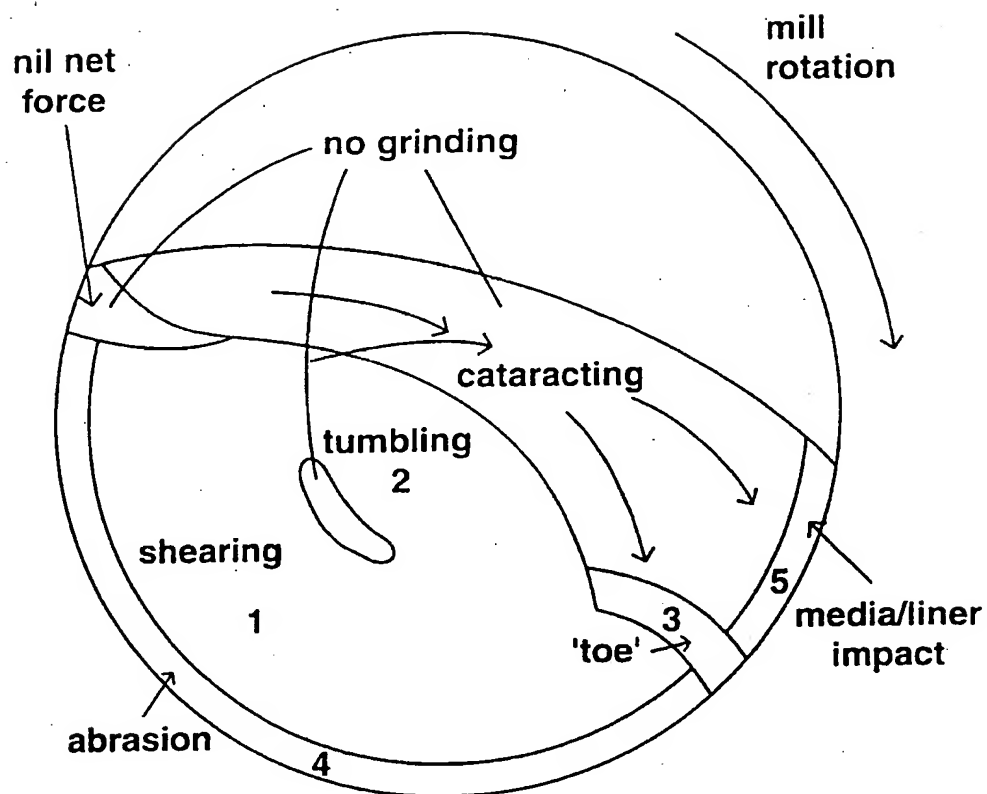 mill
rotation
nil net
force
no grinding
cataracting
tumbling
2
shearing
1
5
3
'toe'
media/liner
impact
abrasion
4